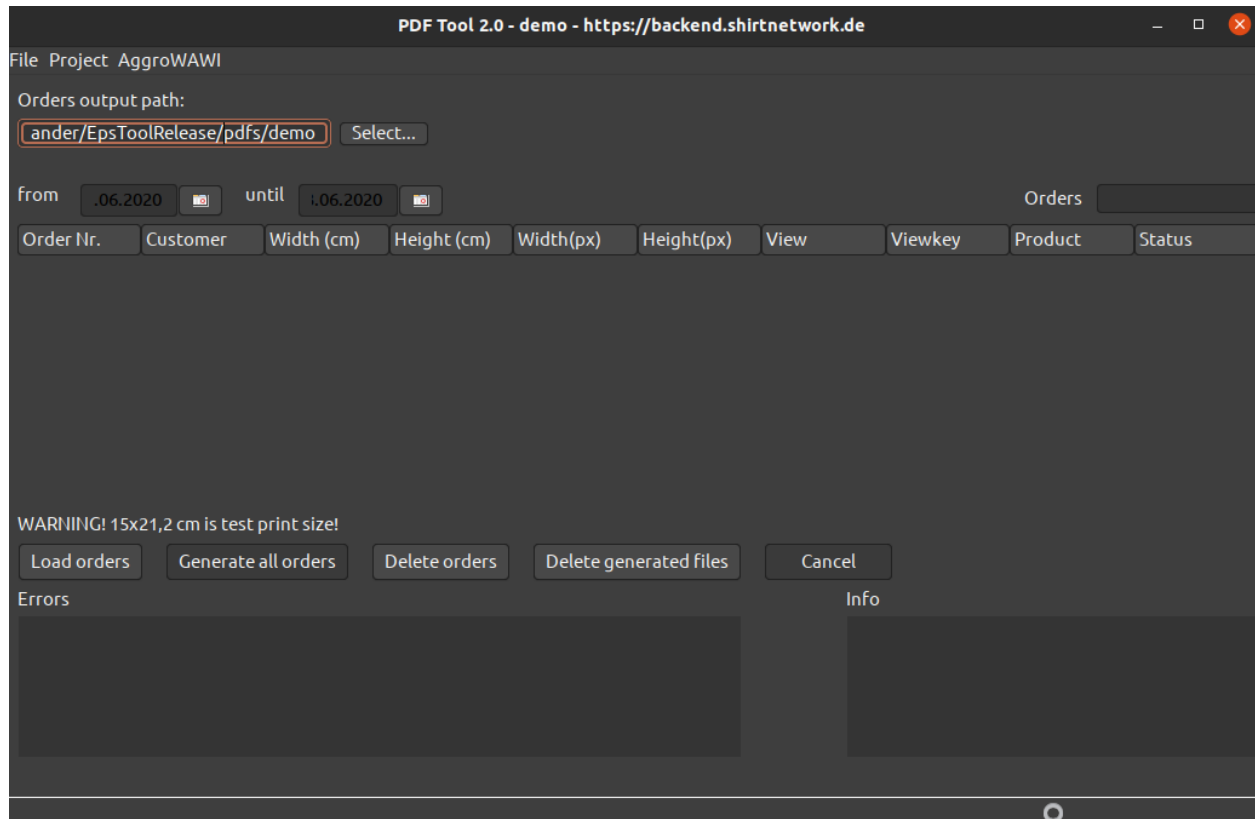 PDF Tool 2.0 - demo - https://backend.shirtnetwork.de
File Project AggroWAWI
Orders output path:
ander/EpsToolRelease/pdfs/demo Select...
from .06.2020 until .06.2020 Orders
Order Nr. Customer Width (cm) Height (cm) Width(px) Height(px) View Viewkey Product Status
WARNING! 15x21,2 cm is test print size!
Load orders Generate all orders Delete orders Delete generated files Cancel
Errors Info